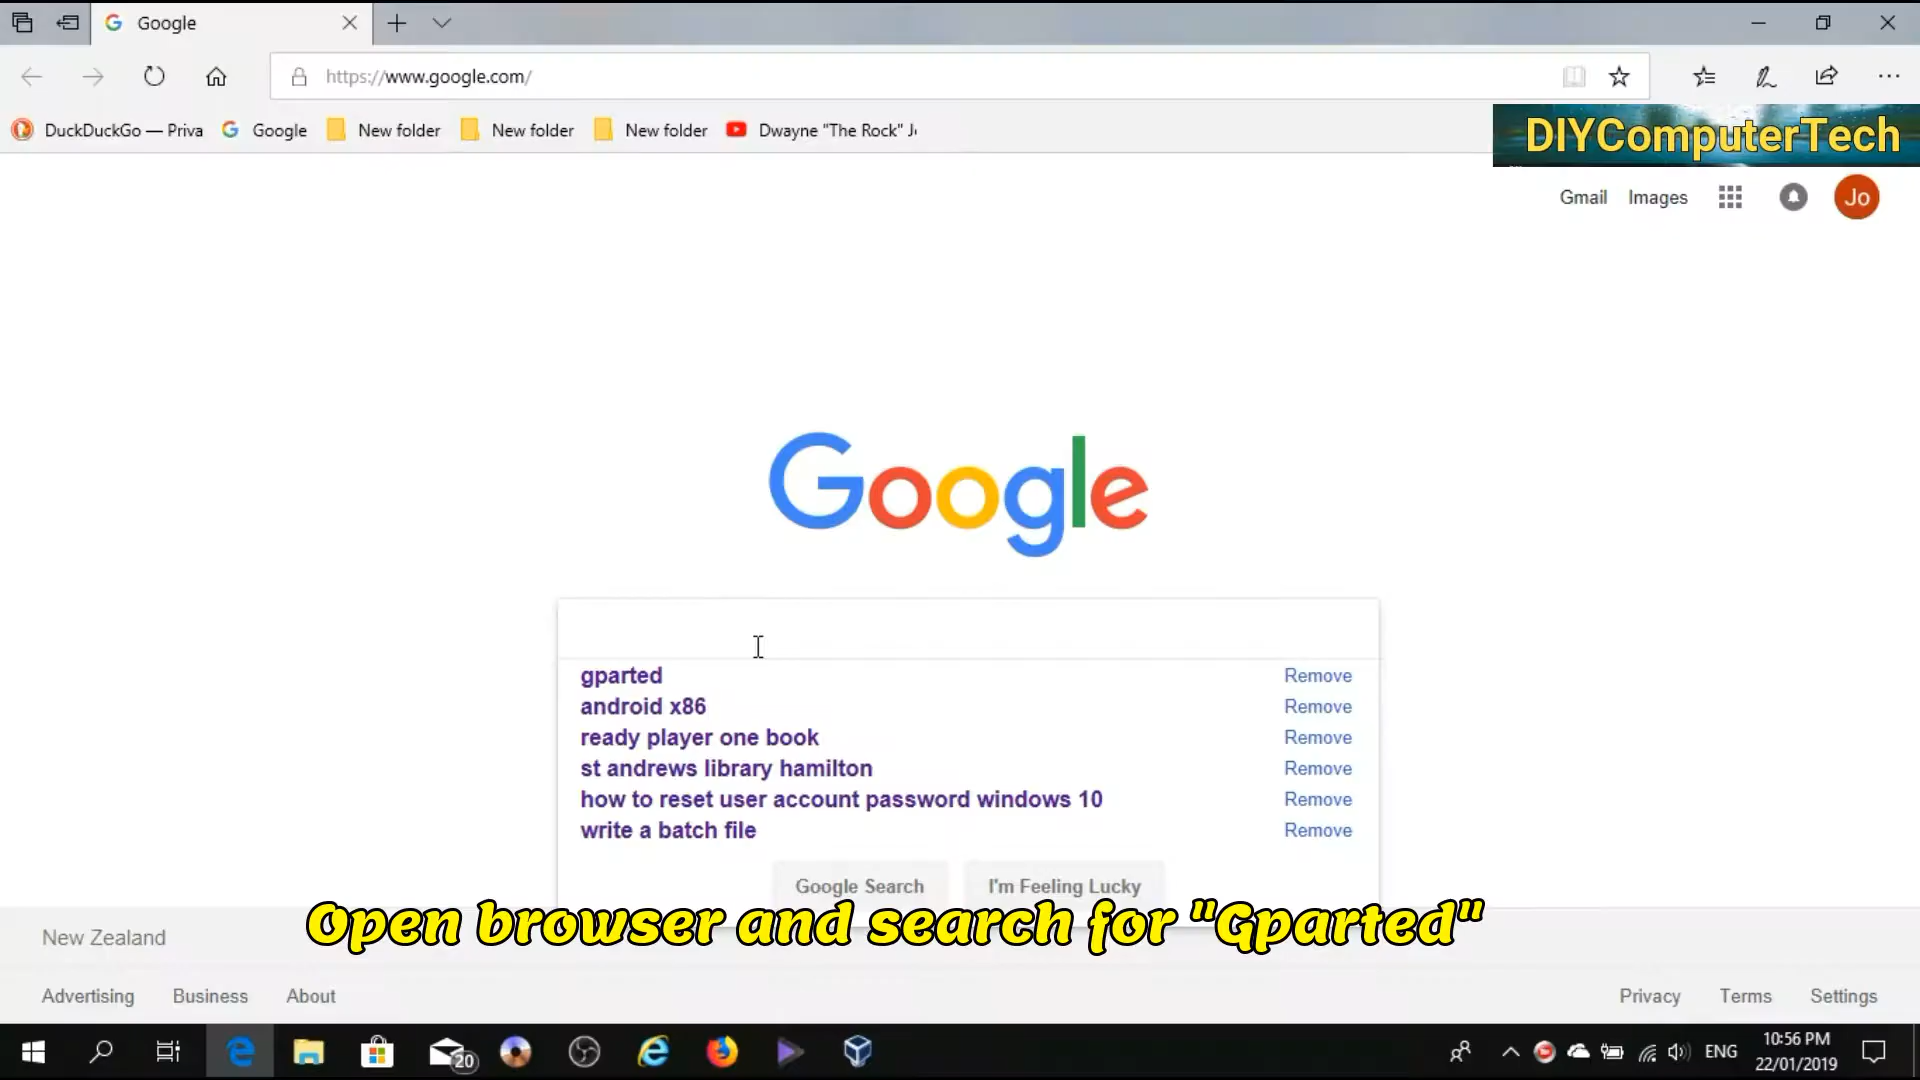 Google
https://www.google.com/
DuckDuckGo — Priva
Google
New folder
New folder
New folder
Dwayne "The Rock" J
DIYComputerTech
Gmail
Images
Jo
Google
gparted
Remove
android x86
Remove
ready player one book
Remove
st andrews library hamilton
Remove
how to reset user account password windows 10
Remove
write a batch file
Remove
Google Search
I'm Feeling Lucky
Open browser and search for "Gparted"
New Zealand
Advertising
Business
About
Privacy
Terms
Settings
20
ENG
10:56 PM
22/01/2019